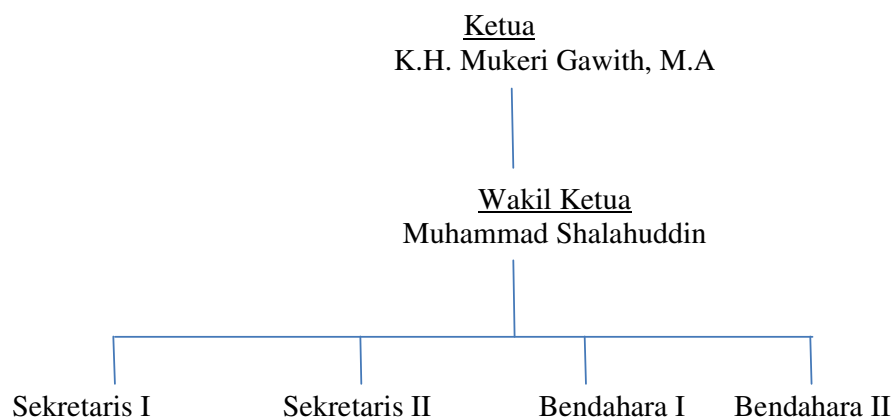 Ketua
K.H. Mukeri Gawith, M.A
Wakil Ketua
Muhammad Shalahuddin
Sekretaris I Sekretaris II Bendahara I Bendahara II